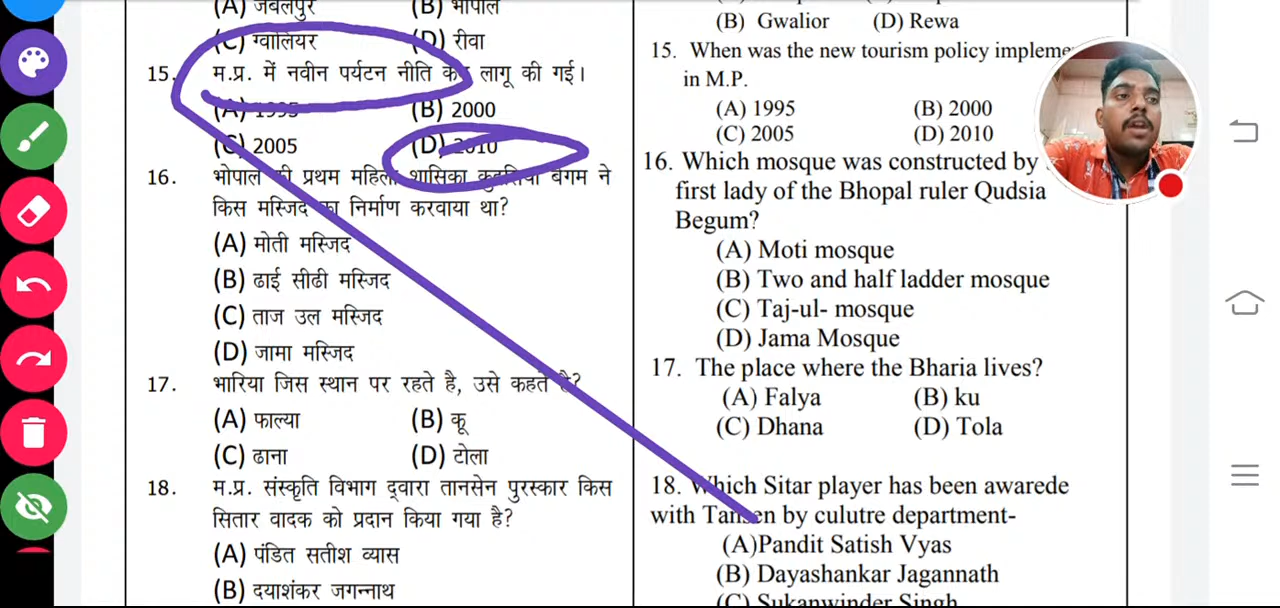 (A) जबलपुर (B) भोपाल
(C) ग्वालियर (D) रीवा
15. म.प्र. में नवीन पर्यटन नीति कब लागू की गई।
(A) 1995 (B) 2000
(C) 2005 (D) 2010
16. भोपाल की प्रथम महिला शासिका कुदसिया बेगम ने
किस मस्जिद का निर्माण करवाया था?
(A) मोती मस्जिद
(B) ढाई सीढी मस्जिद
(C) ताज उल मस्जिद
(D) जामा मस्जिद
17. भारिया जिस स्थान पर रहते है, उसे कहते है?
(A) फाल्या (B) कू
(C) ढाना (D) टोला
18. म.प्र. संस्कृति विभाग द्वारा तानसेन पुरस्कार किस
सितार वादक को प्रदान किया गया है?
(A) पंडित सतीश व्यास
(B) दयाशंकर जगन्नाथ
(B) Gwalior (D) Rewa
15. When was the new tourism policy impleme
in M.P.
(A) 1995 (B) 2000
(C) 2005 (D) 2010
16. Which mosque was constructed by
first lady of the Bhopal ruler Qudsia
Begum?
(A) Moti mosque
(B) Two and half ladder mosque
(C) Taj-ul- mosque
(D) Jama Mosque
17. The place where the Bharia lives?
(A) Falya (B) ku
(C) Dhana (D) Tola
18. Which Sitar player has been awarede
with Tansen by culutre department-
(A)Pandit Satish Vyas
(B) Dayashankar Jagannath
(C) Sukanwinder Singh